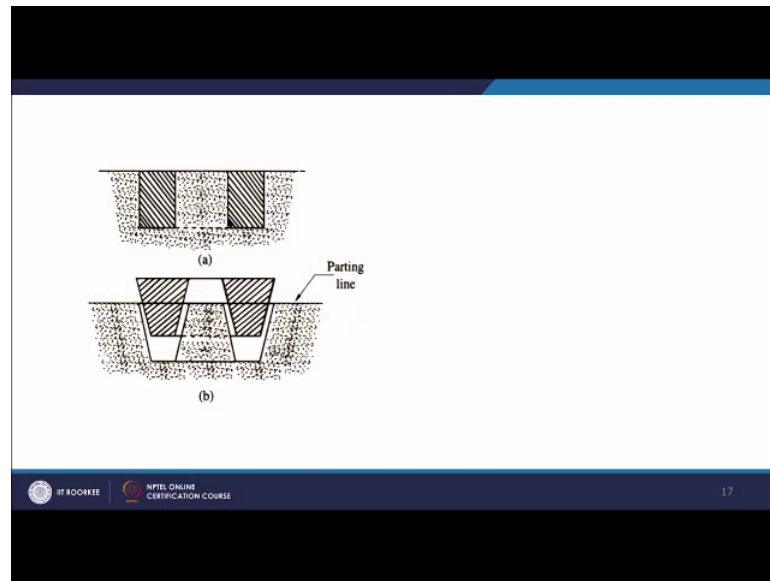 (a)
Parting
line
(b)
IIT ROORKEE
NPTEL ONLINE
CERTIFICATION COURSE
17